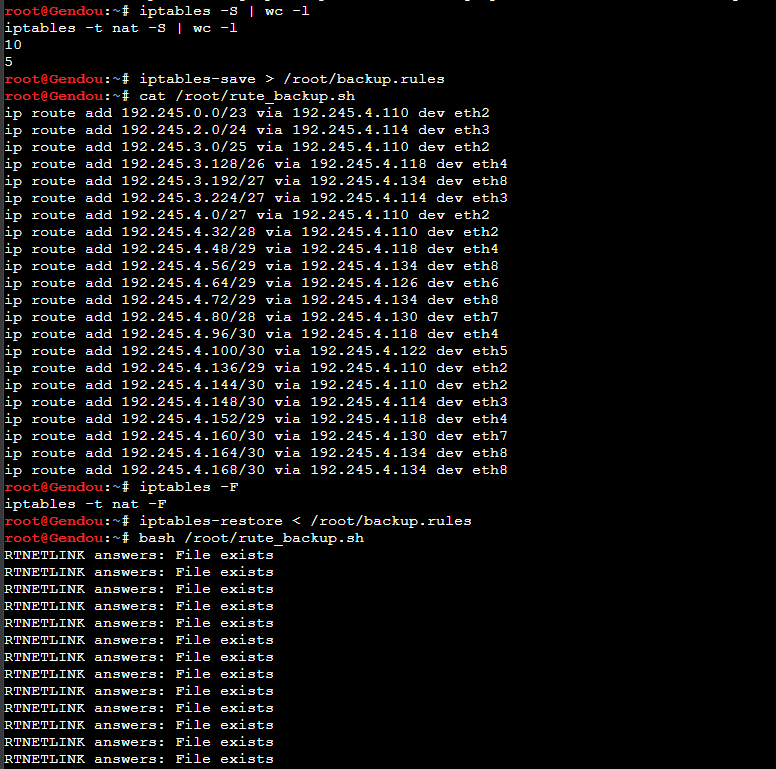 root@Gendou:~# iptables -S | wc -l
iptables -t nat -S | wc -l
10
5
root@Gendou:~# iptables-save > /root/backup.rules
root@Gendou:~# cat /root/rute_backup.sh
ip route add 192.245.0.0/23 via 192.245.4.110 dev eth2
ip route add 192.245.2.0/24 via 192.245.4.114 dev eth3
ip route add 192.245.3.0/25 via 192.245.4.110 dev eth2
ip route add 192.245.3.128/26 via 192.245.4.118 dev eth4
ip route add 192.245.3.192/27 via 192.245.4.134 dev eth8
ip route add 192.245.3.224/27 via 192.245.4.114 dev eth3
ip route add 192.245.4.0/27 via 192.245.4.110 dev eth2
ip route add 192.245.4.32/28 via 192.245.4.110 dev eth2
ip route add 192.245.4.48/29 via 192.245.4.118 dev eth4
ip route add 192.245.4.56/29 via 192.245.4.134 dev eth8
ip route add 192.245.4.64/29 via 192.245.4.126 dev eth6
ip route add 192.245.4.72/29 via 192.245.4.134 dev eth8
ip route add 192.245.4.80/28 via 192.245.4.130 dev eth7
ip route add 192.245.4.96/30 via 192.245.4.118 dev eth4
ip route add 192.245.4.100/30 via 192.245.4.122 dev eth5
ip route add 192.245.4.136/29 via 192.245.4.110 dev eth2
ip route add 192.245.4.144/30 via 192.245.4.110 dev eth2
ip route add 192.245.4.148/30 via 192.245.4.114 dev eth3
ip route add 192.245.4.152/29 via 192.245.4.118 dev eth4
ip route add 192.245.4.160/30 via 192.245.4.130 dev eth7
ip route add 192.245.4.164/30 via 192.245.4.134 dev eth8
ip route add 192.245.4.168/30 via 192.245.4.134 dev eth8
root@Gendou:~# iptables -F
iptables -t nat -F
root@Gendou:~# iptables-restore < /root/backup.rules
root@Gendou:~# bash /root/rute_backup.sh
RTNETLINK answers: File exists
RTNETLINK answers: File exists
RTNETLINK answers: File exists
RTNETLINK answers: File exists
RTNETLINK answers: File exists
RTNETLINK answers: File exists
RTNETLINK answers: File exists
RTNETLINK answers: File exists
RTNETLINK answers: File exists
RTNETLINK answers: File exists
RTNETLINK answers: File exists
RTNETLINK answers: File exists
RTNETLINK answers: File exists